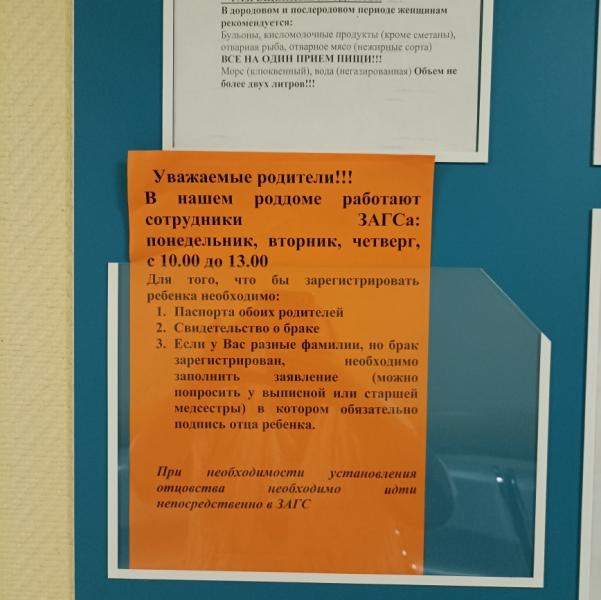 В дородовом и послеродовом периоде женщинам
рекомендуется:
Бульоны, кисломолочные продукты (кроме сметаны),
отварная рыба, отварное мясо (нежирные сорта)
ВСЕ НА ОДИН ПРИЕМ ПИЩИ!!!
Морс (клюквенный), вода (негазированная) Объем не
более двух литров!!!
Уважаемые родители!!!
В нашем роддоме работают
сотрудники ЗАГСа:
понедельник, вторник, четверг,
с 10.00 до 13.00
Для того, что бы зарегистрировать
ребенка необходимо:
1. Паспорта обоих родителей
2. Свидетельство о браке
3. Если у Вас разные фамилии, но брак
зарегистрирован, необходимо
заполнить заявление (можно
попросить у выписной или старшей
медсестры) в котором обязательно
подпись отца ребенка.
При необходимости установления
отцовства необходимо идти
непосредственно в ЗАГС